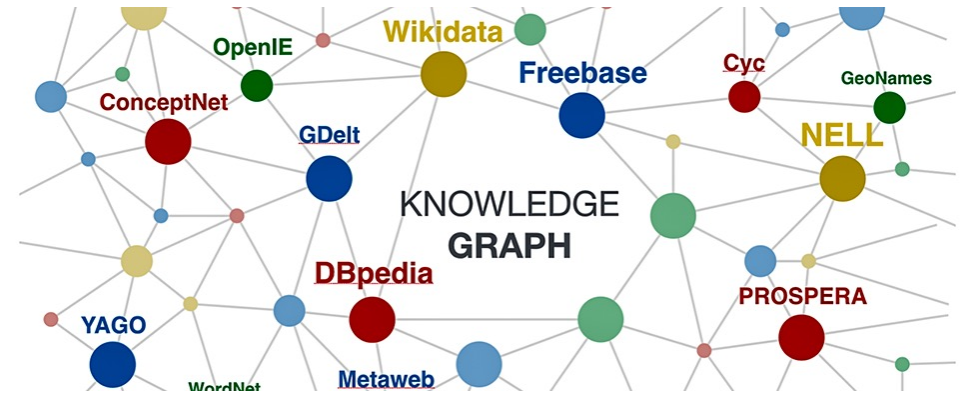 Wikidata
OpenIE
Freebase
Cyc
GeoNames
ConceptNet
GDelt
NELL
KNOWLEDGE
GRAPH
DBpedia
PROSPERA
YAGO
Metaweb
WordNet